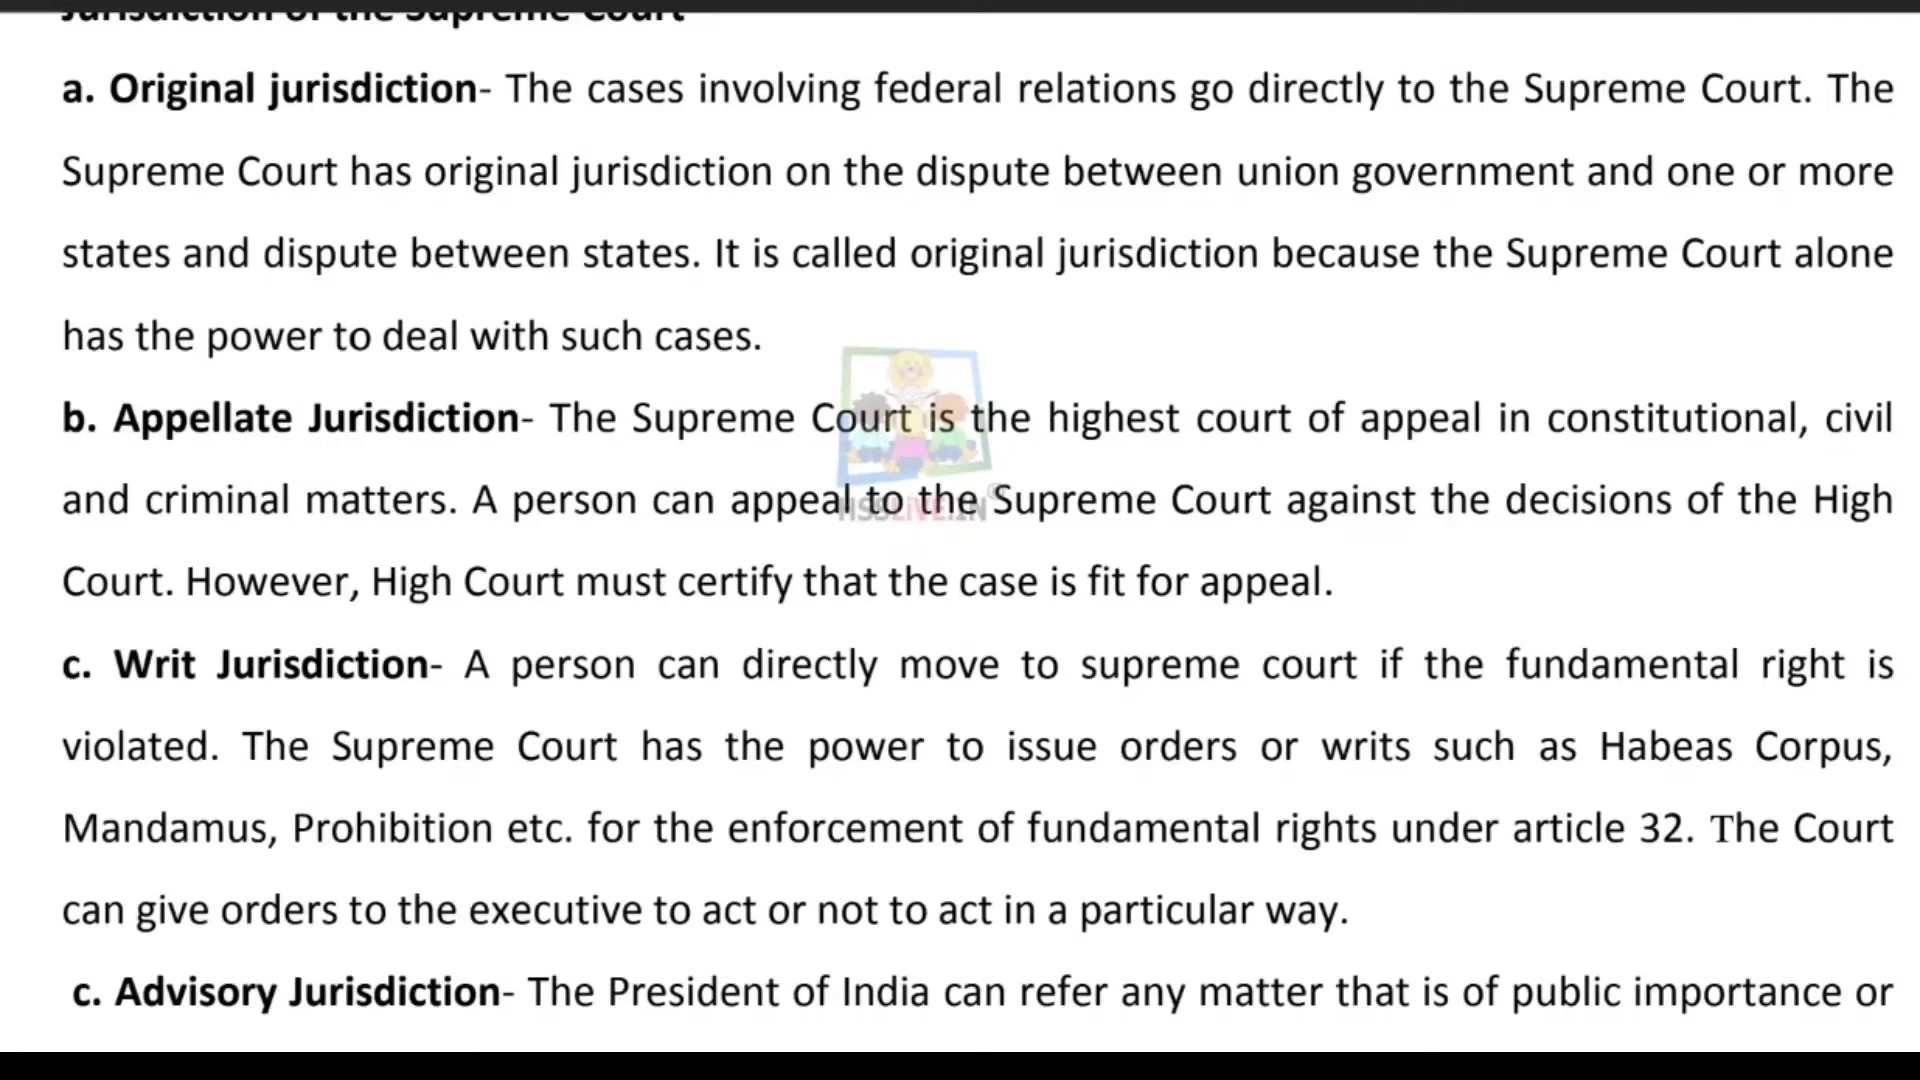 Jurisdiction of the Supreme Court
a. Original jurisdiction- The cases involving federal relations go directly to the Supreme Court. The
Supreme Court has original jurisdiction on the dispute between union government and one or more
states and dispute between states. It is called original jurisdiction because the Supreme Court alone
has the power to deal with such cases.
b. Appellate Jurisdiction- The Supreme Court is the highest court of appeal in constitutional, civil
and criminal matters. A person can appeal to the Supreme Court against the decisions of the High
HSSLIVE.IN®
Court. However, High Court must certify that the case is fit for appeal.
c. Writ Jurisdiction- A person can directly move to supreme court if the fundamental right is
violated. The Supreme Court has the power to issue orders or writs such as Habeas Corpus,
Mandamus, Prohibition etc. for the enforcement of fundamental rights under article 32. The Court
can give orders to the executive to act or not to act in a particular way.
c. Advisory Jurisdiction- The President of India can refer any matter that is of public importance or